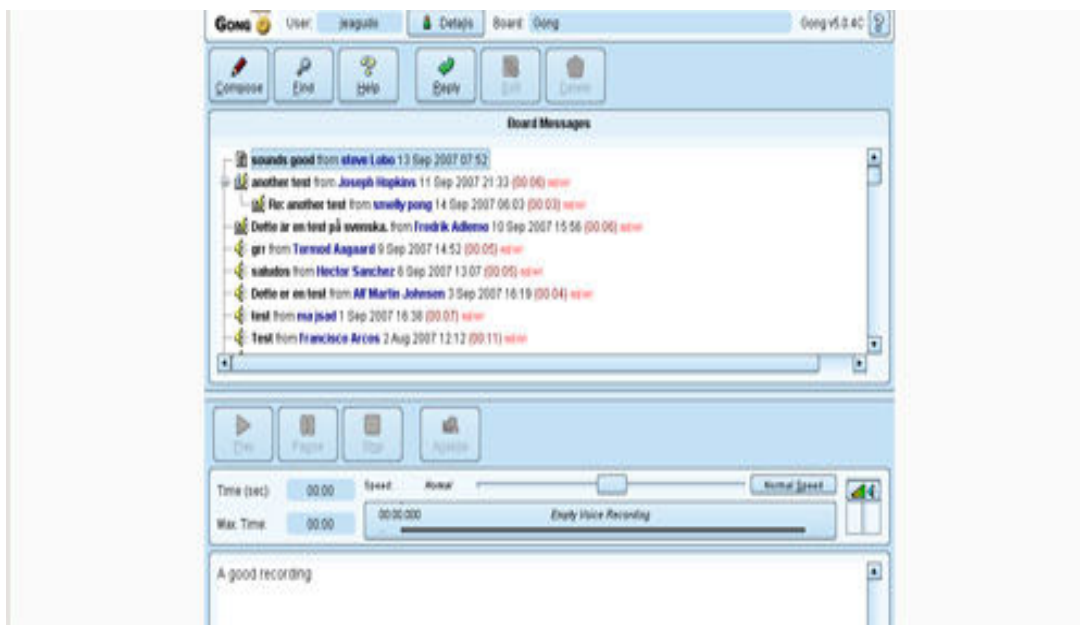 GONG User: jeagudo Details Board: Gong Gong v5.0.4C
Compose Find Help Reply Edit Delete
Board Messages
sounds good from steve Lobo 13 Sep 2007 07:52
another test from Joseph Hopkins 11 Sep 2007 21:33 (00:06) NEW!
Re: another test from smelly pong 14 Sep 2007 06:03 (00:03) NEW!
Dette är en test på svenska. from Fredrik Adlemo 10 Sep 2007 15:56 (00:06) NEW!
grr from Tormod Aagaard 9 Sep 2007 14:52 (00:05) NEW!
saludos from Hector Sanchez 6 Sep 2007 13:07 (00:05) NEW!
Dette er en test from Alf Martin Johnsen 3 Sep 2007 16:19 (00:04) NEW!
test from ma jsad 1 Sep 2007 16:38 (00:07) NEW!
Test from Francisco Arcos 2 Aug 2007 12:12 (00:11) NEW!
Play Pause Stop
Time (sec): 00:00 Speed: Normal Normal Speed
Max. Time: 00:00 00:00:000 Empty Voice Recording
A good recording